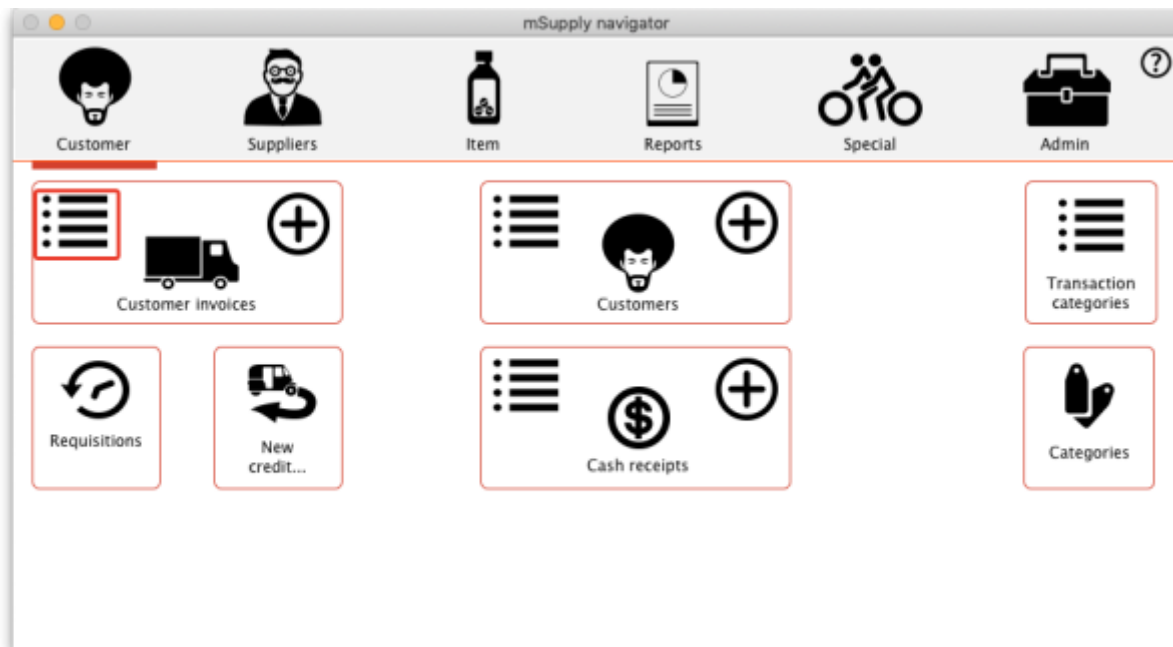 mSupply navigator
?
Customer
Suppliers
Item
Reports
Special
Admin
Customer invoices
Customers
Transaction
categories
Requisitions
New
credit...
$
Cash receipts
Categories